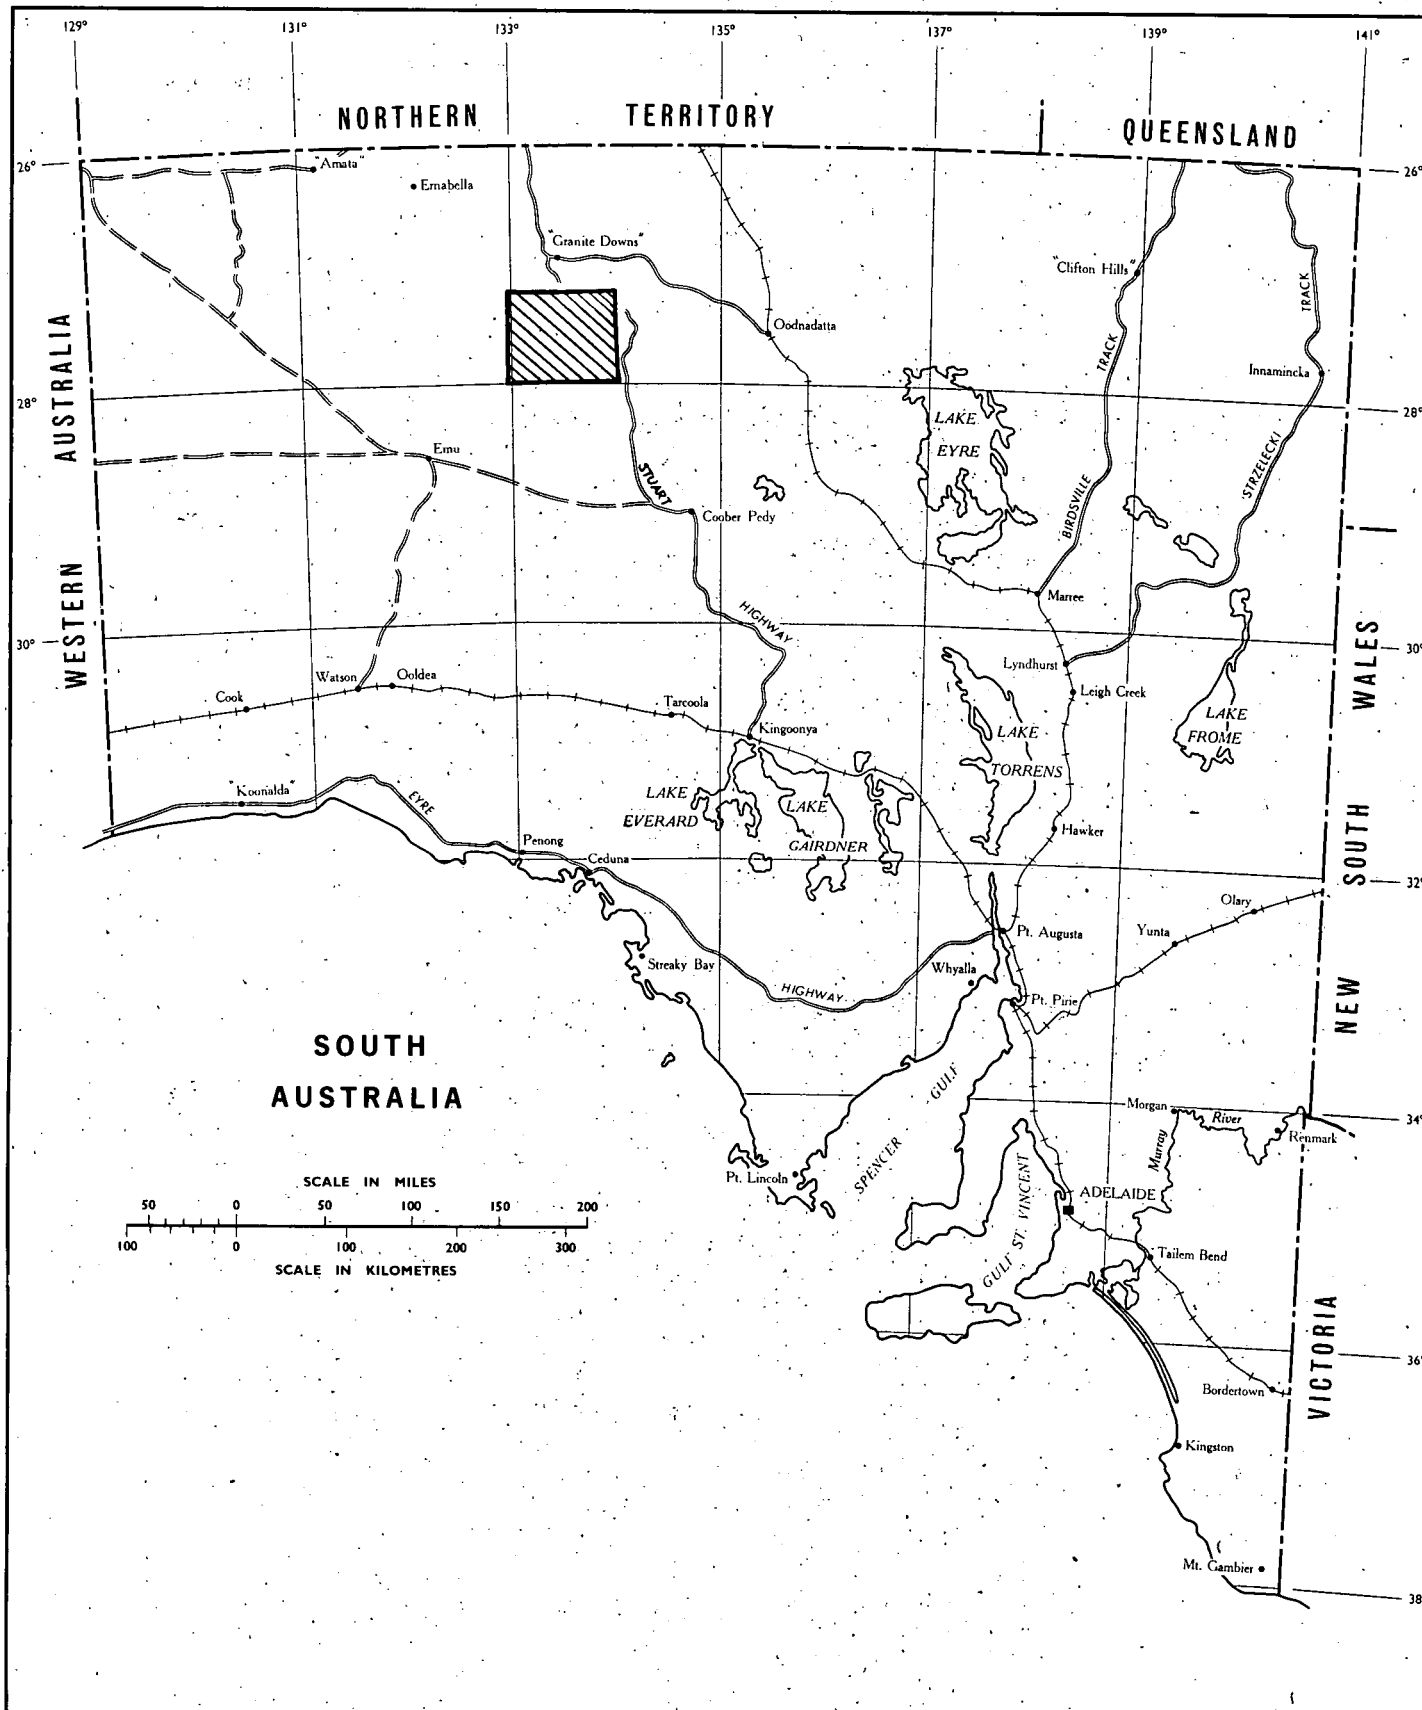 129° 131° 133° 135° 137° 139° 141°
NORTHERN TERRITORY
QUEENSLAND
26° 26°
"Amata"
Ernabella
"Granite Downs"
"Clifton Hills"
TRACK
TRACK
Oodnadatta
Innamincka
WESTERN AUSTRALIA
28° 28°
LAKE
EYRE
Emu
STUART
BIRDSVILLE
STRZELECKI
Coober Pedy
Marree
HIGHWAY
30° 30°
Lyndhurst
Watson
Ooldea
Leigh Creek
Cook
Tarcoola
LAKE
FROME
Kingoonya
LAKE
TORRENS
"Koonalda"
EYRE
LAKE
EVERARD
LAKE
GAIRDNER
Hawker
Penong
Ceduna
NEW SOUTH WALES
32°
Olary
Pt. Augusta
Yunta
Streaky Bay
Whyalla
HIGHWAY
Pt. Pirie
SOUTH
AUSTRALIA
SPENCER GULF
Morgan
River
34°
Murray
Renmark
Pt. Lincoln
GULF ST. VINCENT
ADELAIDE
SCALE IN MILES
50 0 50 100 150 200
100 0 100 200 300
SCALE IN KILOMETRES
Tailem Bend
VICTORIA
36°
Bordertown
Kingston
Mt. Gambier
38°